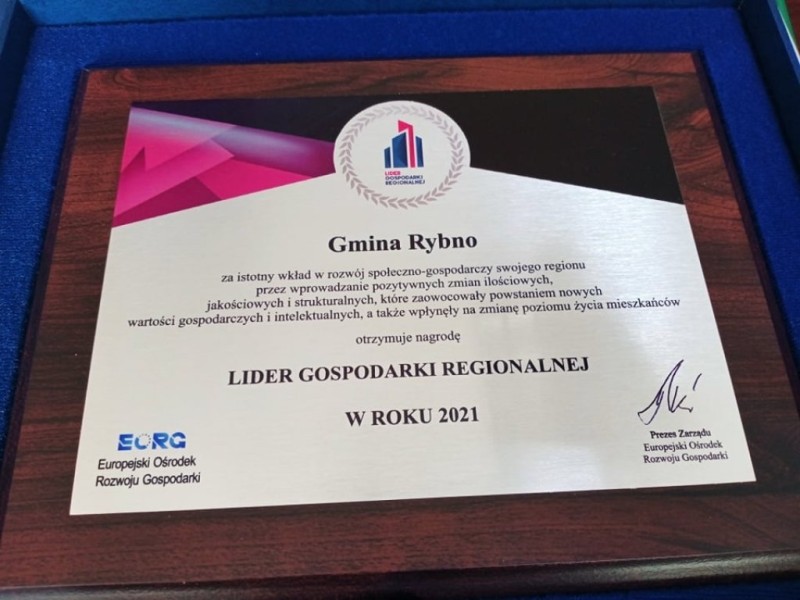 LIDER
GOSPODARKI
REGIONALNEJ
Gmina Rybno
za istotny wkład w rozwój społeczno-gospodarczy swojego regionu
przez wprowadzanie pozytywnych zmian ilościowych,
jakościowych i strukturalnych, które zaowocowały powstaniem nowych
wartości gospodarczych i intelektualnych, a także wpłynęły na zmianę poziomu życia mieszkańców
otrzymuje nagrodę
LIDER GOSPODARKI REGIONALNEJ
W ROKU 2021
EORG
Europejski Ośrodek
Rozwoju Gospodarki
Prezes Zarządu
Europejski Ośrodek
Rozwoju Gospodarki